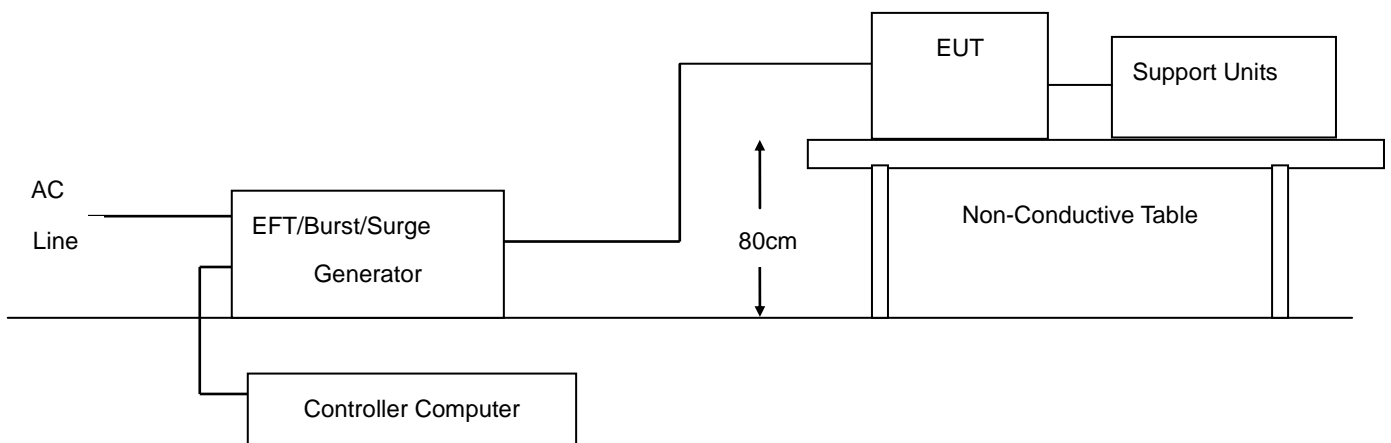 EUT
Support Units
AC
Line
EFT/Burst/Surge
Generator
80cm
Non-Conductive Table
Controller Computer